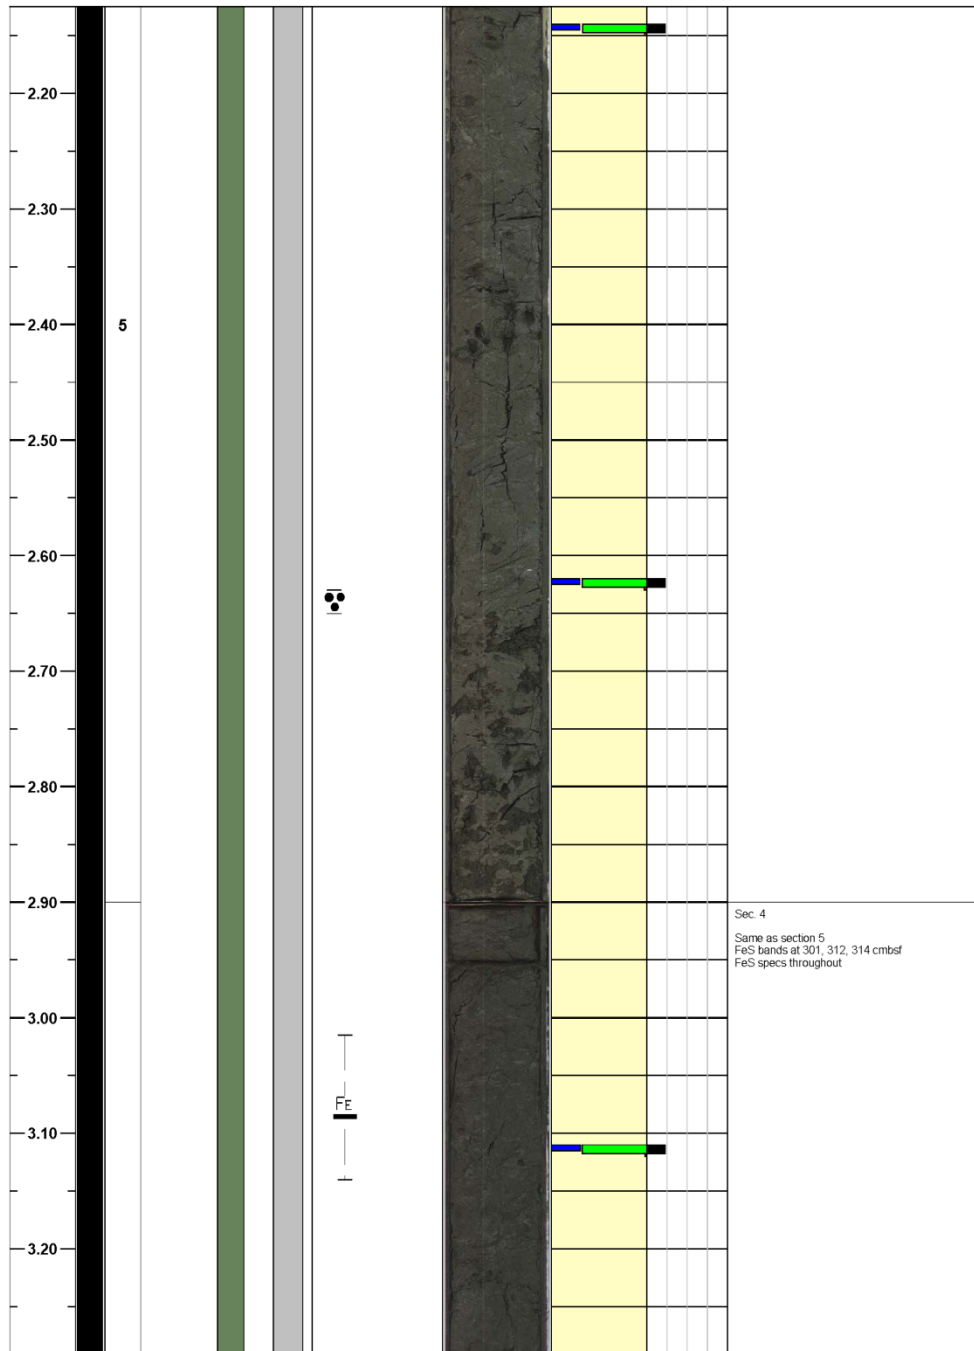 2.20
2.30
2.40
5
2.50
2.60
2.70
2.80
2.90
Sec. 4
Same as section 5
FeS bands at 301, 312, 314 cmbsf
FeS specs throughout
3.00
FE
3.10
3.20